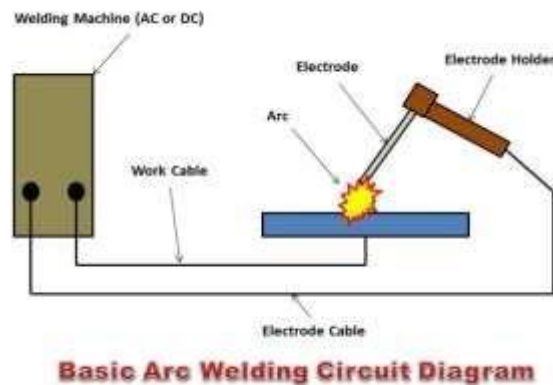 Welding Machine (AC or DC)
Electrode
Electrode Holder
Arc
Work Cable
Electrode Cable
Basic Arc Welding Circuit Diagram